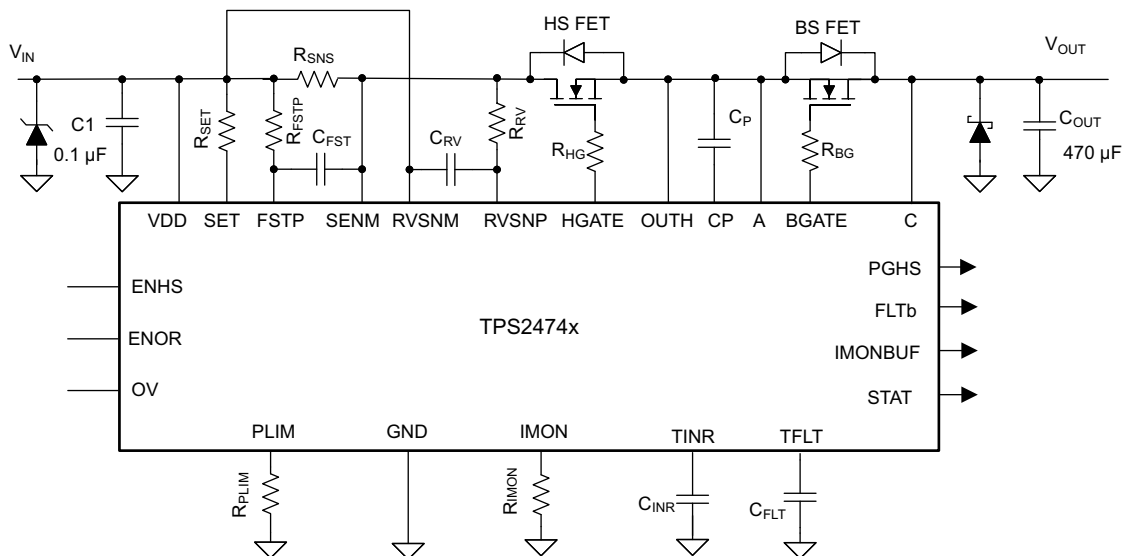 HS FET
BS FET
V_IN
R_SNS
V_OUT
C1
0.1 µF
R_SET
R_FSTP
C_FST
C_RV
R_RV
R_HG
C_P
R_BG
C_OUT
470 µF
VDD SET FSTP SENM RVSNM RVSNP HGATE OUTH CP A BGATE C
ENHS
ENOR
OV
TPS2474x
PGHS
FLTb
IMONBUF
STAT
PLIM GND IMON TINR TFLT
R_PLIM
R_IMON
C_INR
C_FLT